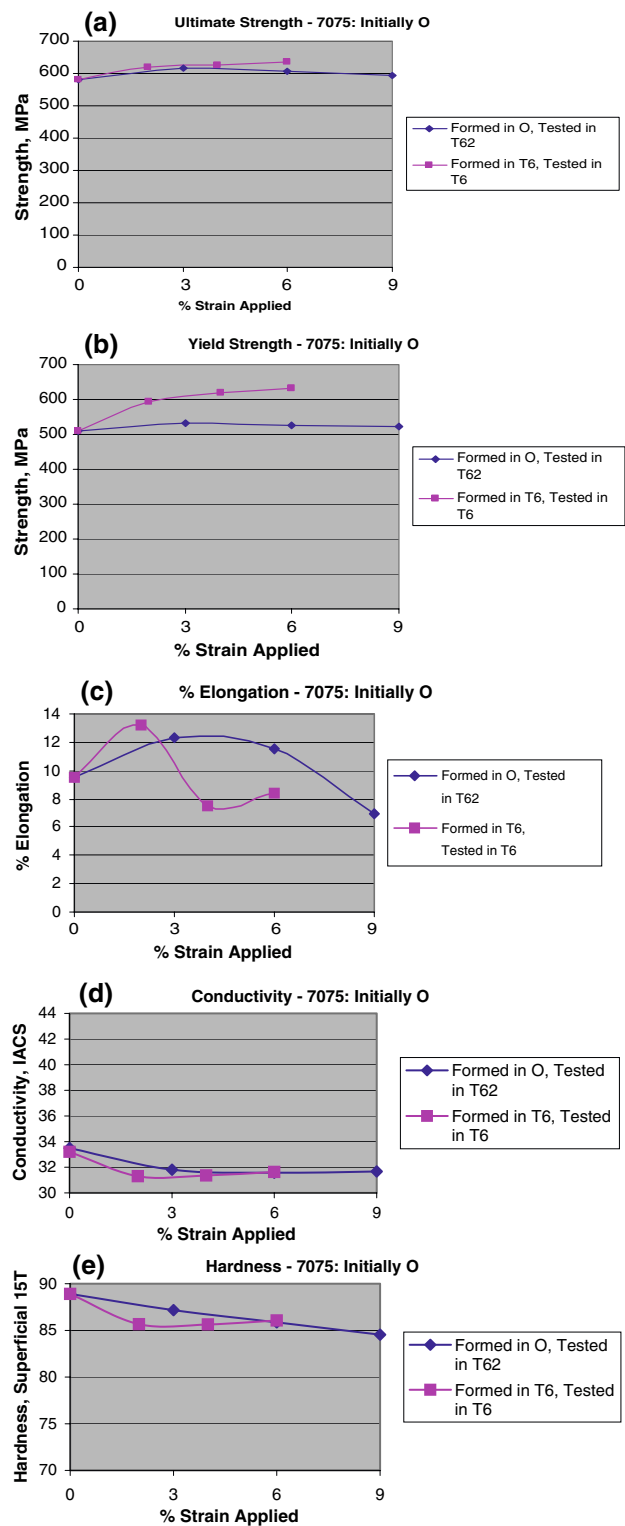 (a)
Ultimate Strength - 7075: Initially O
Strength, MPa
700
600
500
400
300
200
100
0
0 3 6 9
% Strain Applied
Formed in O, Tested in
T62
Formed in T6, Tested in
T6
(b)
Yield Strength - 7075: Initially O
Strength, MPa
700
600
500
400
300
200
100
0
0 3 6 9
% Strain Applied
Formed in O, Tested in
T62
Formed in T6, Tested in
T6
(c)
% Elongation - 7075: Initially O
% Elongation
14
12
10
8
6
4
2
0
0 3 6 9
% Strain Applied
Formed in O, Tested
in T62
Formed in T6,
Tested in T6
(d)
Conductivity - 7075: Initially O
Conductivity, IACS
44
42
40
38
36
34
32
30
0 3 6 9
% Strain Applied
Formed in O, Tested
in T62
Formed in T6, Tested
in T6
(e)
Hardness - 7075: Initially O
Hardness, Superficial 15T
90
85
80
75
70
0 3 6 9
% Strain Applied
Formed in O, Tested
in T62
Formed in T6, Tested
in T6